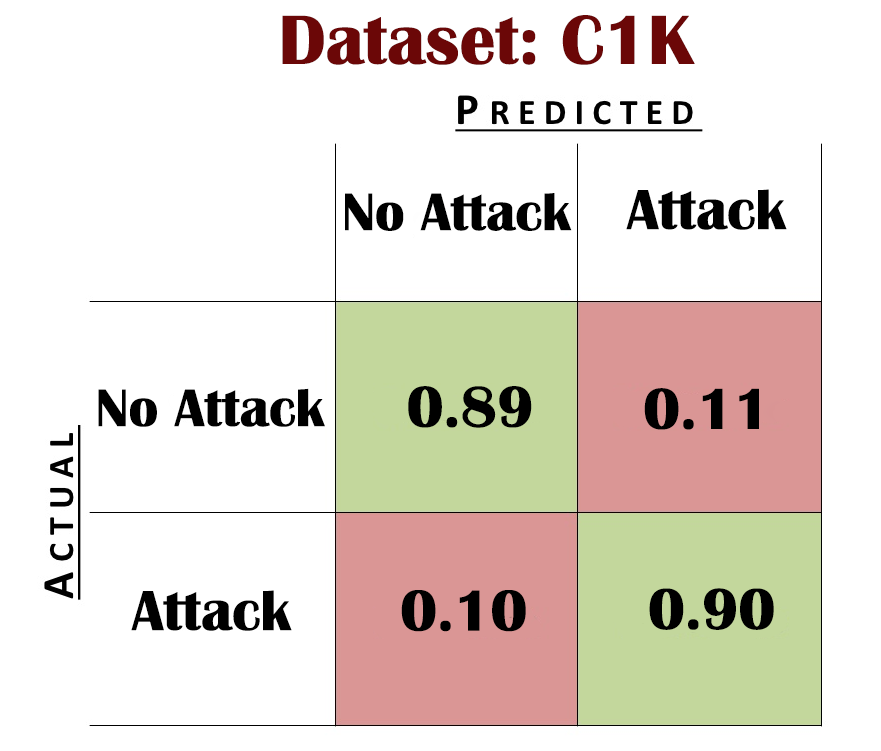 Dataset: C1K
PREDICTED
No Attack Attack
ACTUAL
No Attack 0.89 0.11
Attack 0.10 0.90